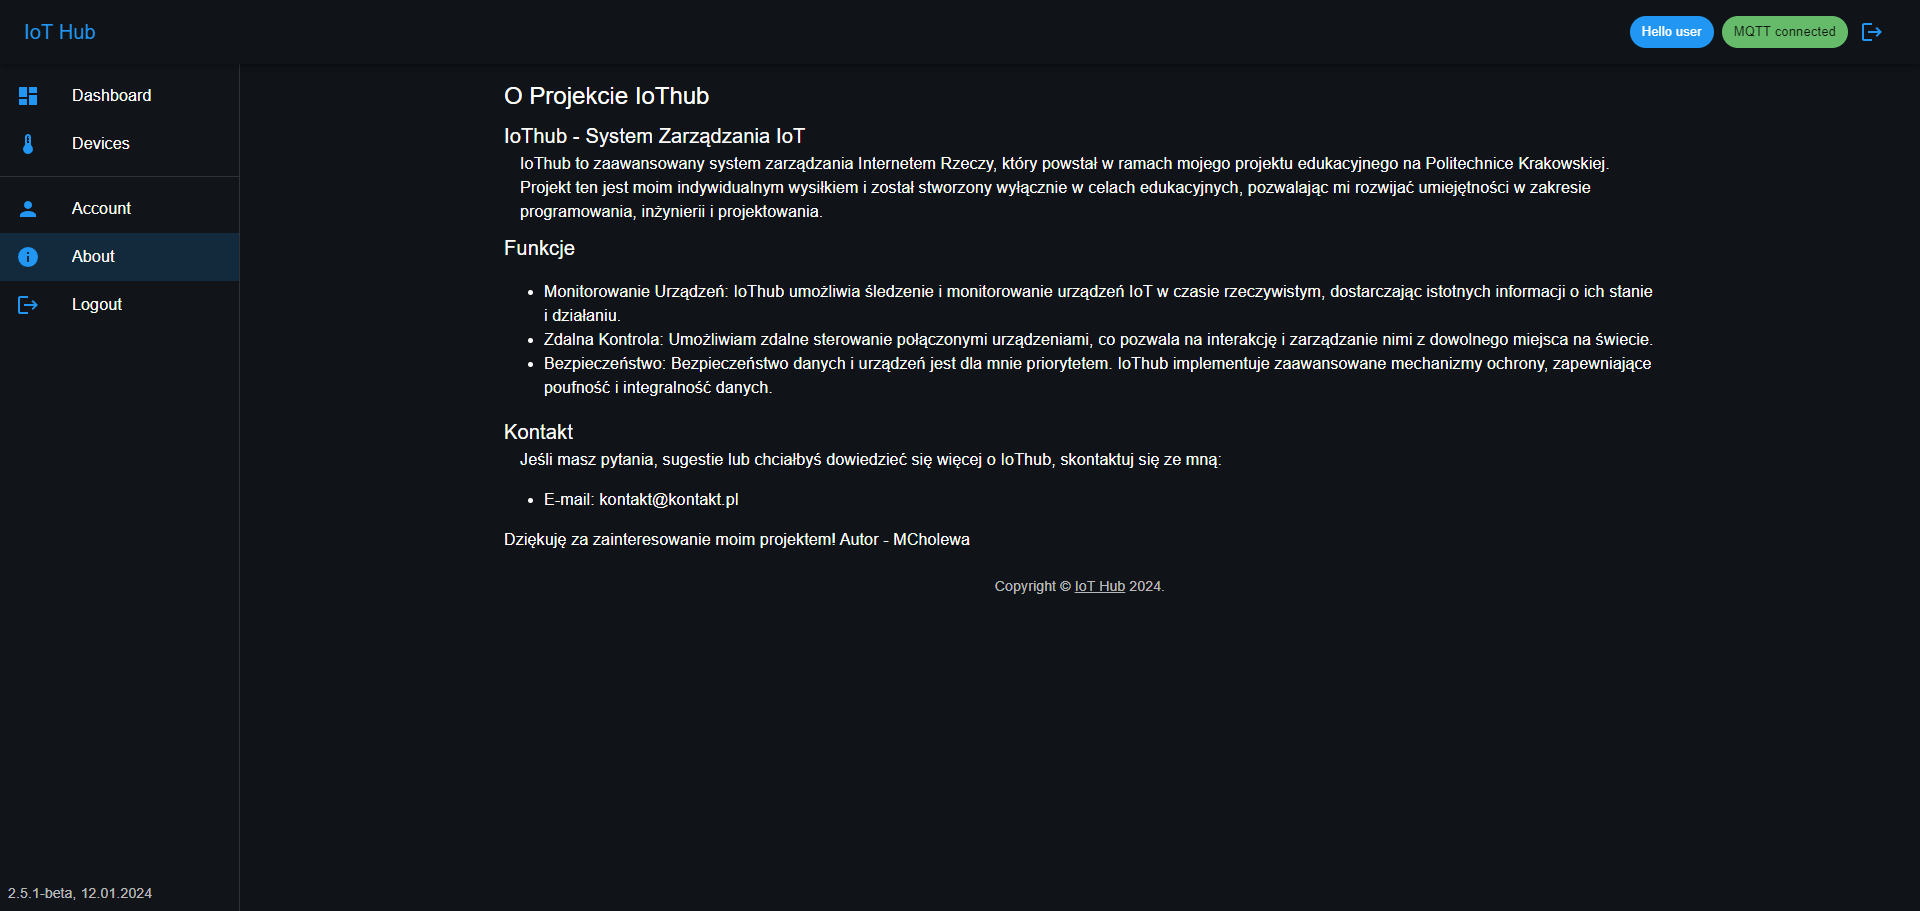 IoT Hub
Hello user
MQTT connected
Dashboard
Devices
Account
About
Logout
O Projekcie IoThub
IoThub - System Zarządzania IoT
IoThub to zaawansowany system zarządzania Internetem Rzeczy, który powstał w ramach mojego projektu edukacyjnego na Politechnice Krakowskiej.
Projekt ten jest moim indywidualnym wysiłkiem i został stworzony wyłącznie w celach edukacyjnych, pozwalając mi rozwijać umiejętności w zakresie
programowania, inżynierii i projektowania.
Funkcje
• Monitorowanie Urządzeń: IoThub umożliwia śledzenie i monitorowanie urządzeń IoT w czasie rzeczywistym, dostarczając istotnych informacji o ich stanie
i działaniu.
• Zdalna Kontrola: Umożliwiam zdalne sterowanie połączonymi urządzeniami, co pozwala na interakcję i zarządzanie nimi z dowolnego miejsca na świecie.
• Bezpieczeństwo: Bezpieczeństwo danych i urządzeń jest dla mnie priorytetem. IoThub implementuje zaawansowane mechanizmy ochrony, zapewniające
poufność i integralność danych.
Kontakt
Jeśli masz pytania, sugestie lub chciałbyś dowiedzieć się więcej o IoThub, skontaktuj się ze mną:
• E-mail: kontakt@kontakt.pl
Dziękuję za zainteresowanie moim projektem! Autor - MCholewa
Copyright © IoT Hub 2024.
2.5.1-beta, 12.01.2024